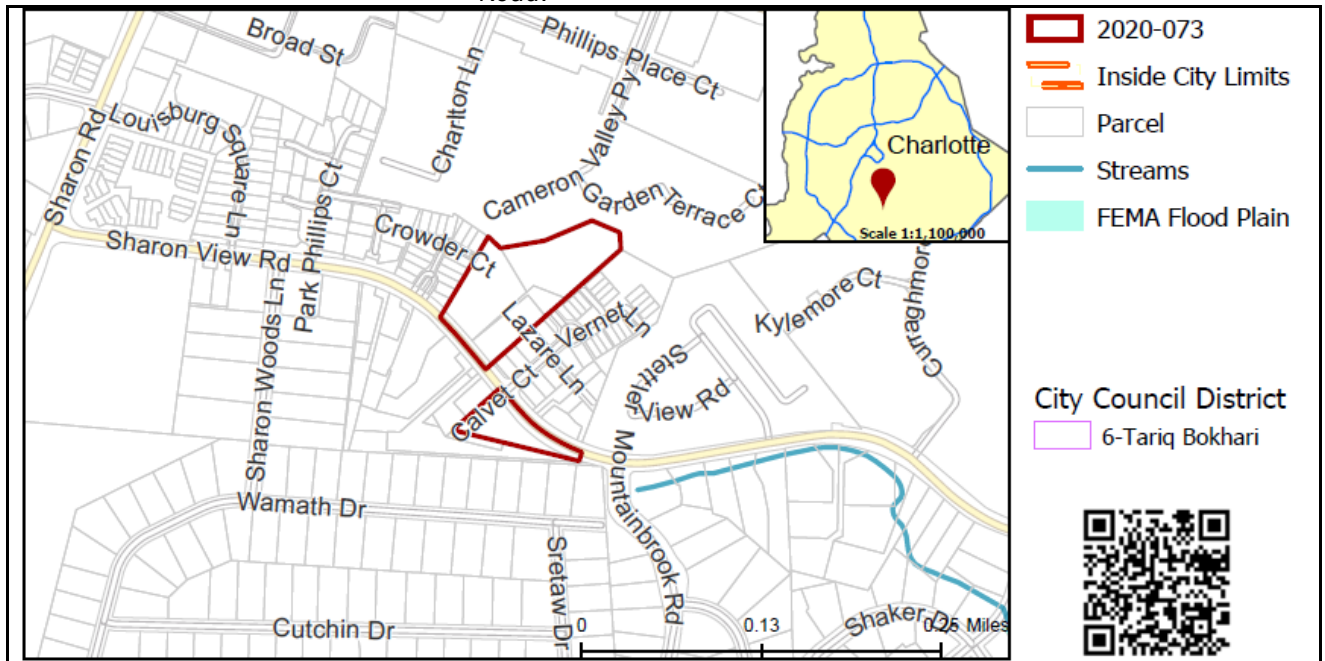 Broad St
Phillips Place Ct
Charlton Ln
Louisburg Square Ln
Sharon Rd
Park Phillips Ct
Cameron Valley Py
Garden Terrace Ct
Crowder Ct
Sharon View Rd
Sharon Woods Ln
Lazare Ln
Vernet Ln
Calvet Ct
Stettler View Rd
Kylemore Ct
Curraghmore
Mountainbrook Rd
Wamath Dr
Sretaw Dr
Cutchin Dr
Shaker Dr
0
0.13
0.25 Miles
Charlotte
Scale 1:1,100,000
2020-073
Inside City Limits
Parcel
Streams
FEMA Flood Plain
City Council District
6-Tariq Bokhari